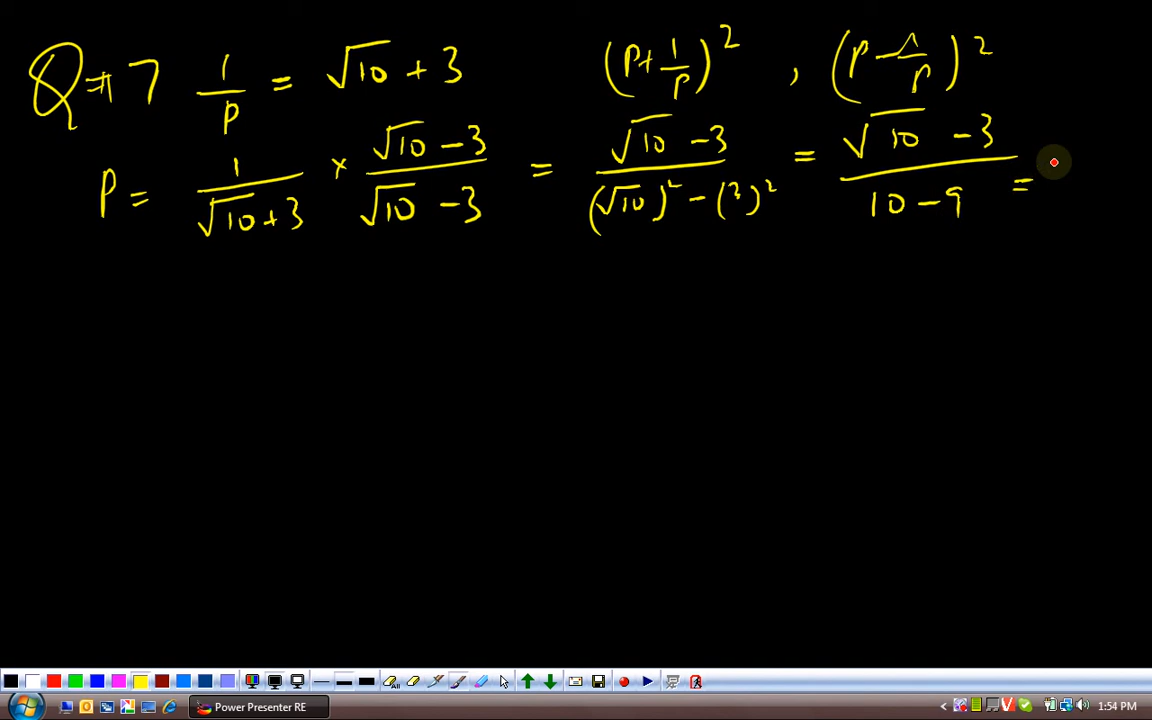 Q#7 1/P = √10 + 3 (P+1/P)^2 , (P-1/P)^2
P = 1/(√10+3) × (√10-3)/(√10-3) = (√10-3)/((√10)^2-(3)^2) = (√10-3)/(10-9) =
Power Presenter RE
1:54 PM